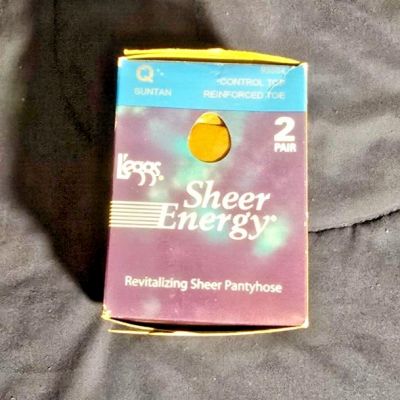 Q
SUNTAN
CONTROL TOP
REINFORCED TOE
2
PAIR
L'eggs.
Sheer
Energy®
Revitalizing Sheer Pantyhose